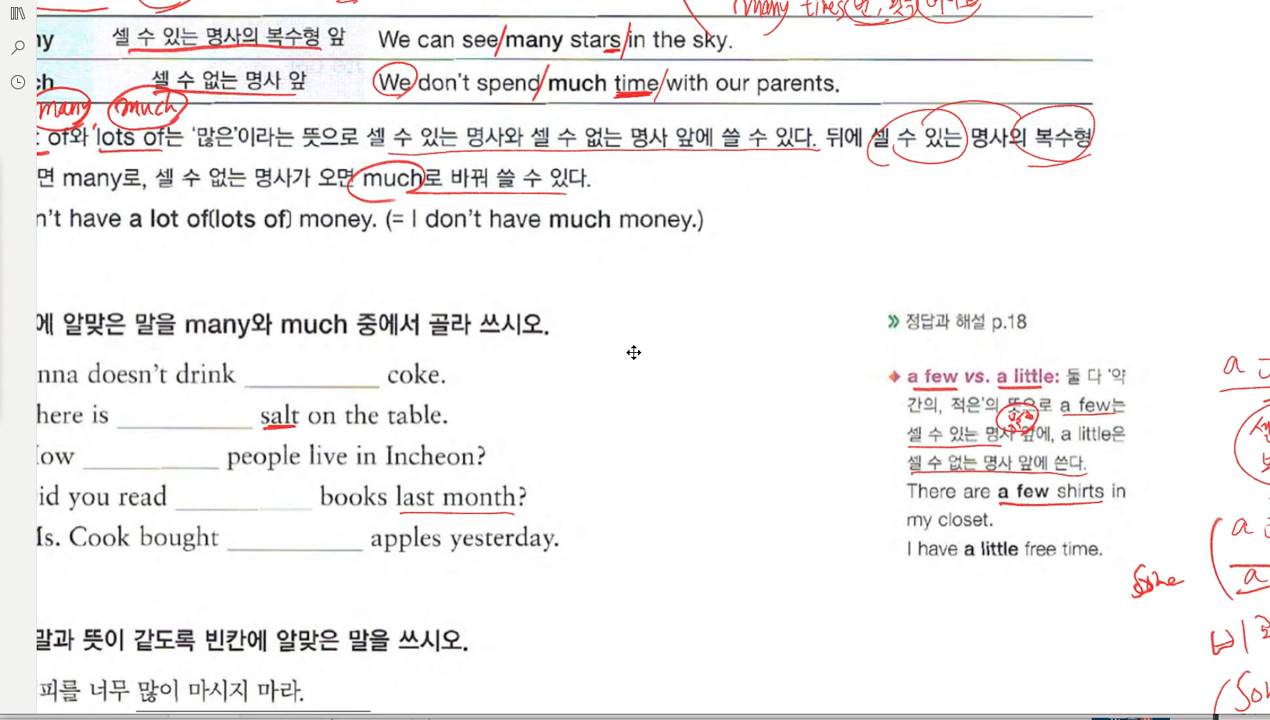 many times
ny 셀 수 있는 명사의 복수형 앞 We can see/many stars/in the sky.
ch 셀 수 없는 명사 앞 We don't spend/much time/with our parents.
many, much
of와 lots of는 '많은'이라는 뜻으로 셀 수 있는 명사와 셀 수 없는 명사 앞에 쓸 수 있다. 뒤에 셀 수 있는 명사의 복수형
면 many로, 셀 수 없는 명사가 오면 much로 바꿔 쓸 수 있다.
n't have a lot of(lots of) money. (= I don't have much money.)
에 알맞은 말을 many와 much 중에서 골라 쓰시오.
nna doesn't drink ____ coke.
here is ____ salt on the table.
ow ____ people live in Incheon?
id you read ____ books last month?
Ms. Cook bought ____ apples yesterday.
» 정답과 해설 p.18
a few vs. a little: 둘 다 '약
간의, 적은'의 뜻으로 a few는
셀 수 있는 명사 앞에, a little은
셀 수 없는 명사 앞에 쓴다.
There are a few shirts in
my closet.
I have a little free time.
Some
말과 뜻이 같도록 빈칸에 알맞은 말을 쓰시오.
피를 너무 많이 마시지 마라.